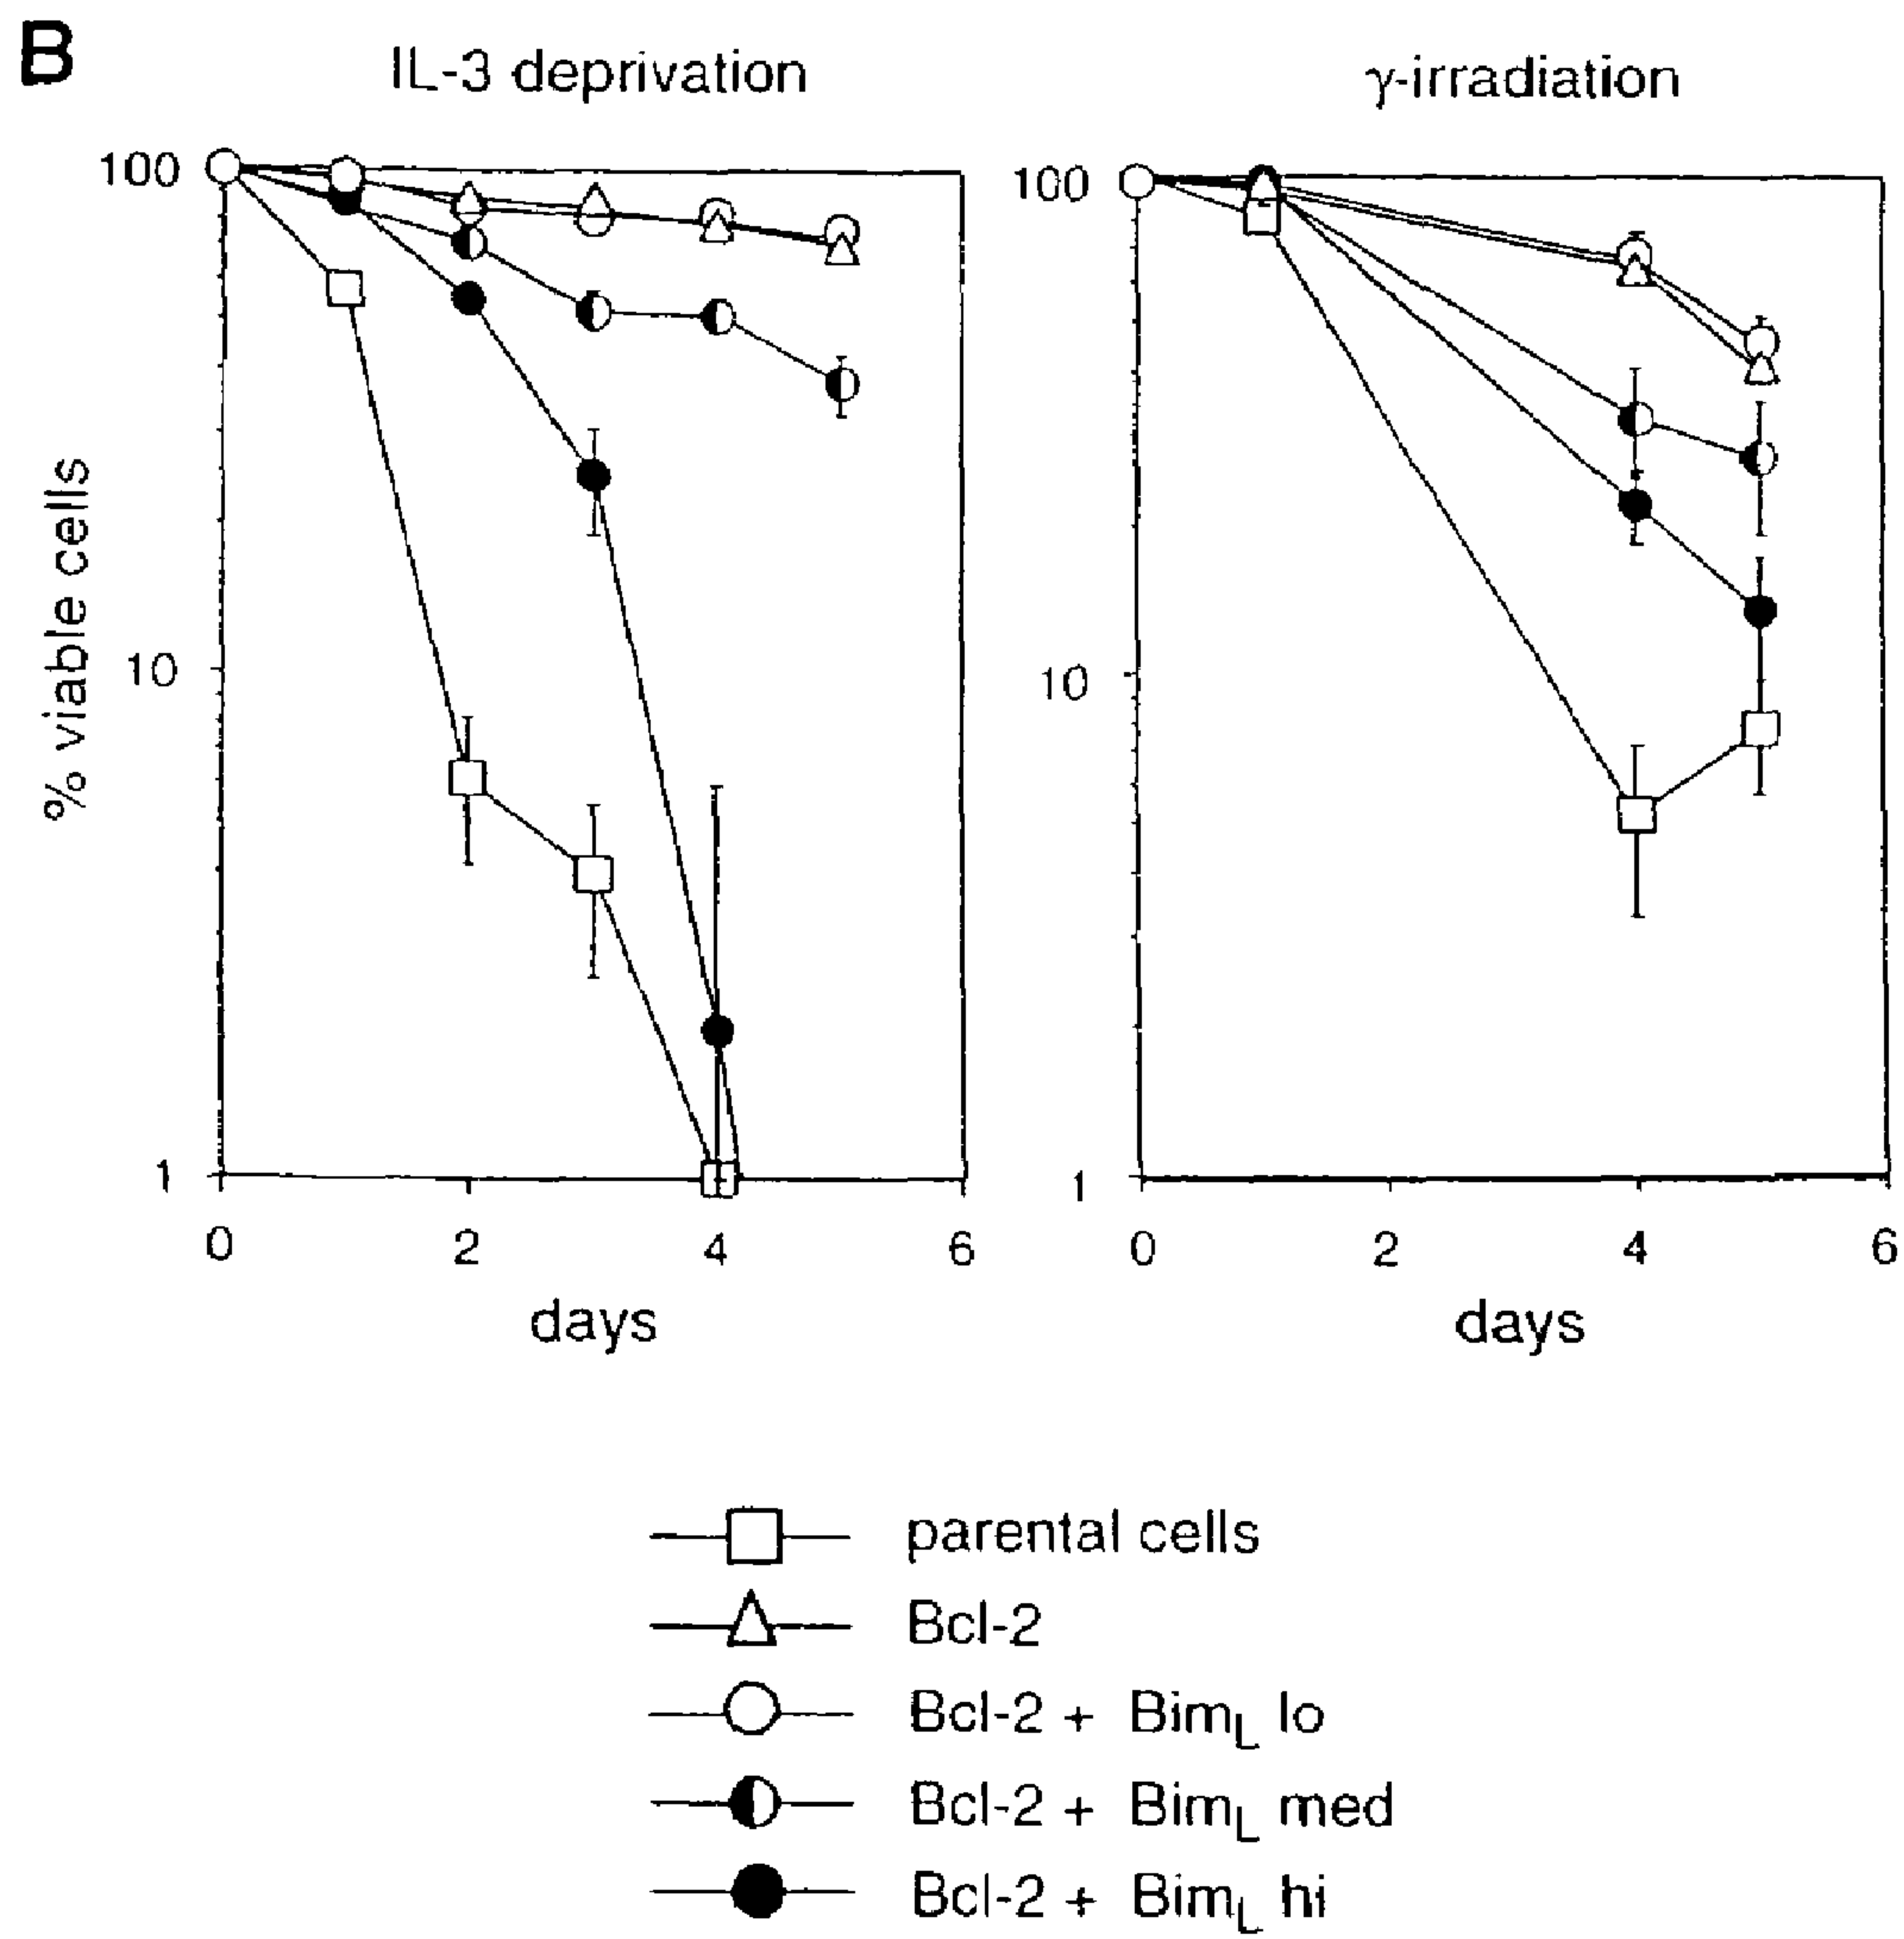 B
IL-3 deprivation
γ-irradiation
% viable cells
100
10
1
0 2 4 6
days
100
10
1
0 2 4 6
days
parental cells
Bcl-2
Bcl-2 + BimL lo
Bcl-2 + BimL med
Bcl-2 + BimL hi